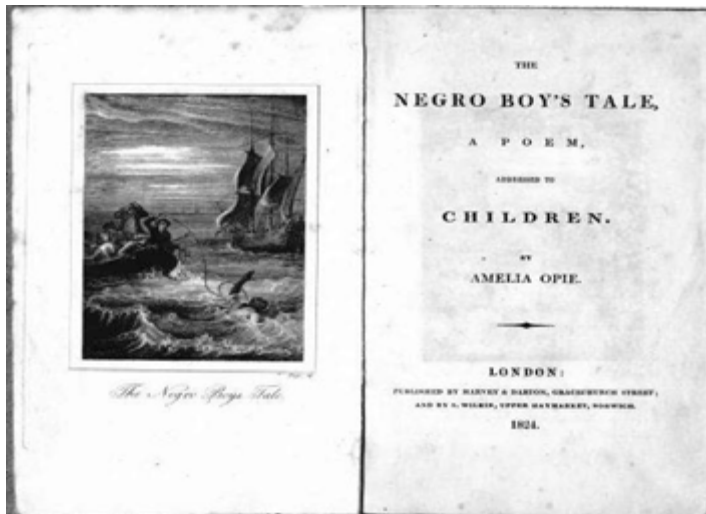 The Negro Boys Tale.
THE
NEGRO BOY'S TALE,
A POEM,
ADDRESSED TO
CHILDREN.
BY
AMELIA OPIE.
LONDON:
PUBLISHED BY HARVEY & DARTON, GRACECHURCH STREET;
AND BY S. WILKIN, UPPER HAYMARKET, NORWICH.
1824.